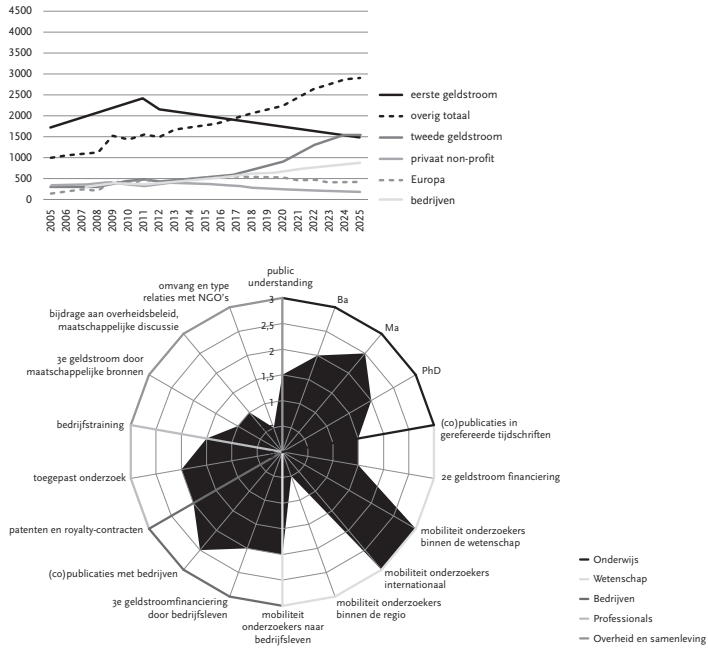 4500
4000
3500
3000
2500
2000
1500
1000
500
0
2005 2006 2007 2008 2009 2010 2011 2012 2013 2014 2015 2016 2017 2018 2019 2020 2021 2022 2023 2024 2025
eerste geldstroom
overig totaal
tweede geldstroom
privaat non-profit
Europa
bedrijven
public
understanding
Ba
Ma
PhD
(co)publicaties in
gerefereerde tijdschriften
2e geldstroom financiering
mobiliteit onderzoekers
binnen de wetenschap
mobiliteit onderzoekers
internationaal
mobiliteit onderzoekers
binnen de regio
mobiliteit
onderzoekers naar
bedrijfsleven
3e geldstroomfinanciering
door bedrijfsleven
(co)publicaties met bedrijven
patenten en royalty-contracten
toegepast onderzoek
bedrijfstraining
3e geldstroom door
maatschappelijke bronnen
bijdrage aan overheidsbeleid,
maatschappelijke discussie
omvang en type
relaties met NGO's
3
2,5
2
1,5
1
Onderwijs
Wetenschap
Bedrijven
Professionals
Overheid en samenleving